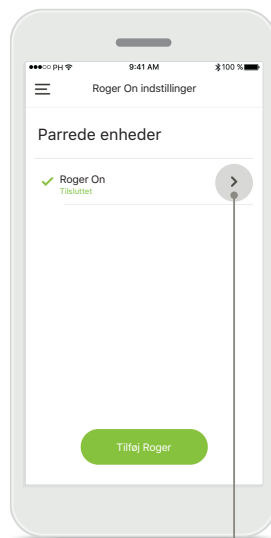 PH 9:41 AM 100 %
Roger On indstillinger
Parrede enheder
Roger On
Tilsluttet
Tilføj Roger